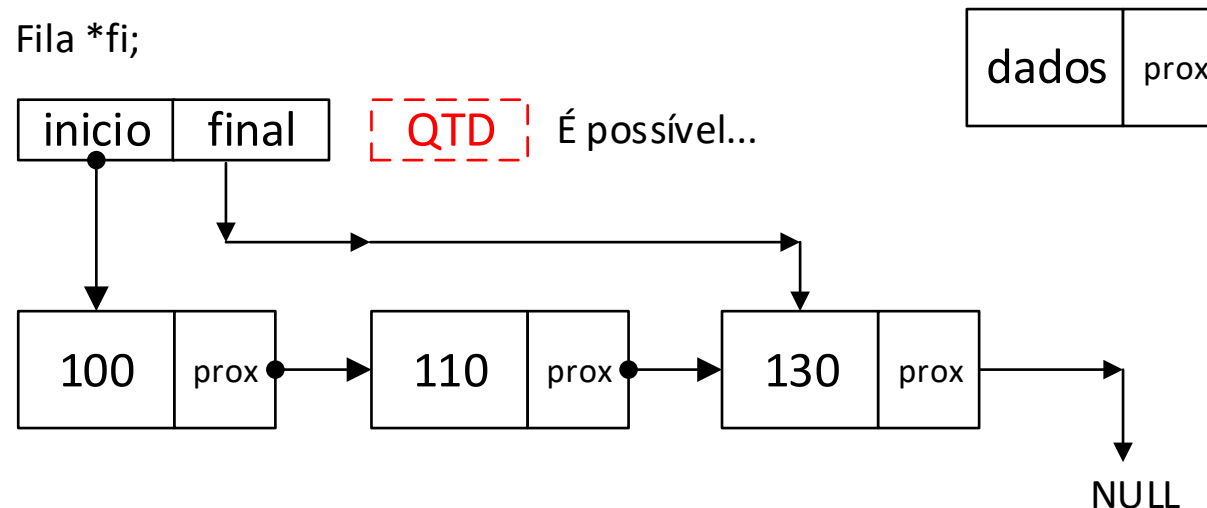 Fila *fi;
dados prox
inicio final QTD É possível...
100 prox 110 prox 130 prox
NULL